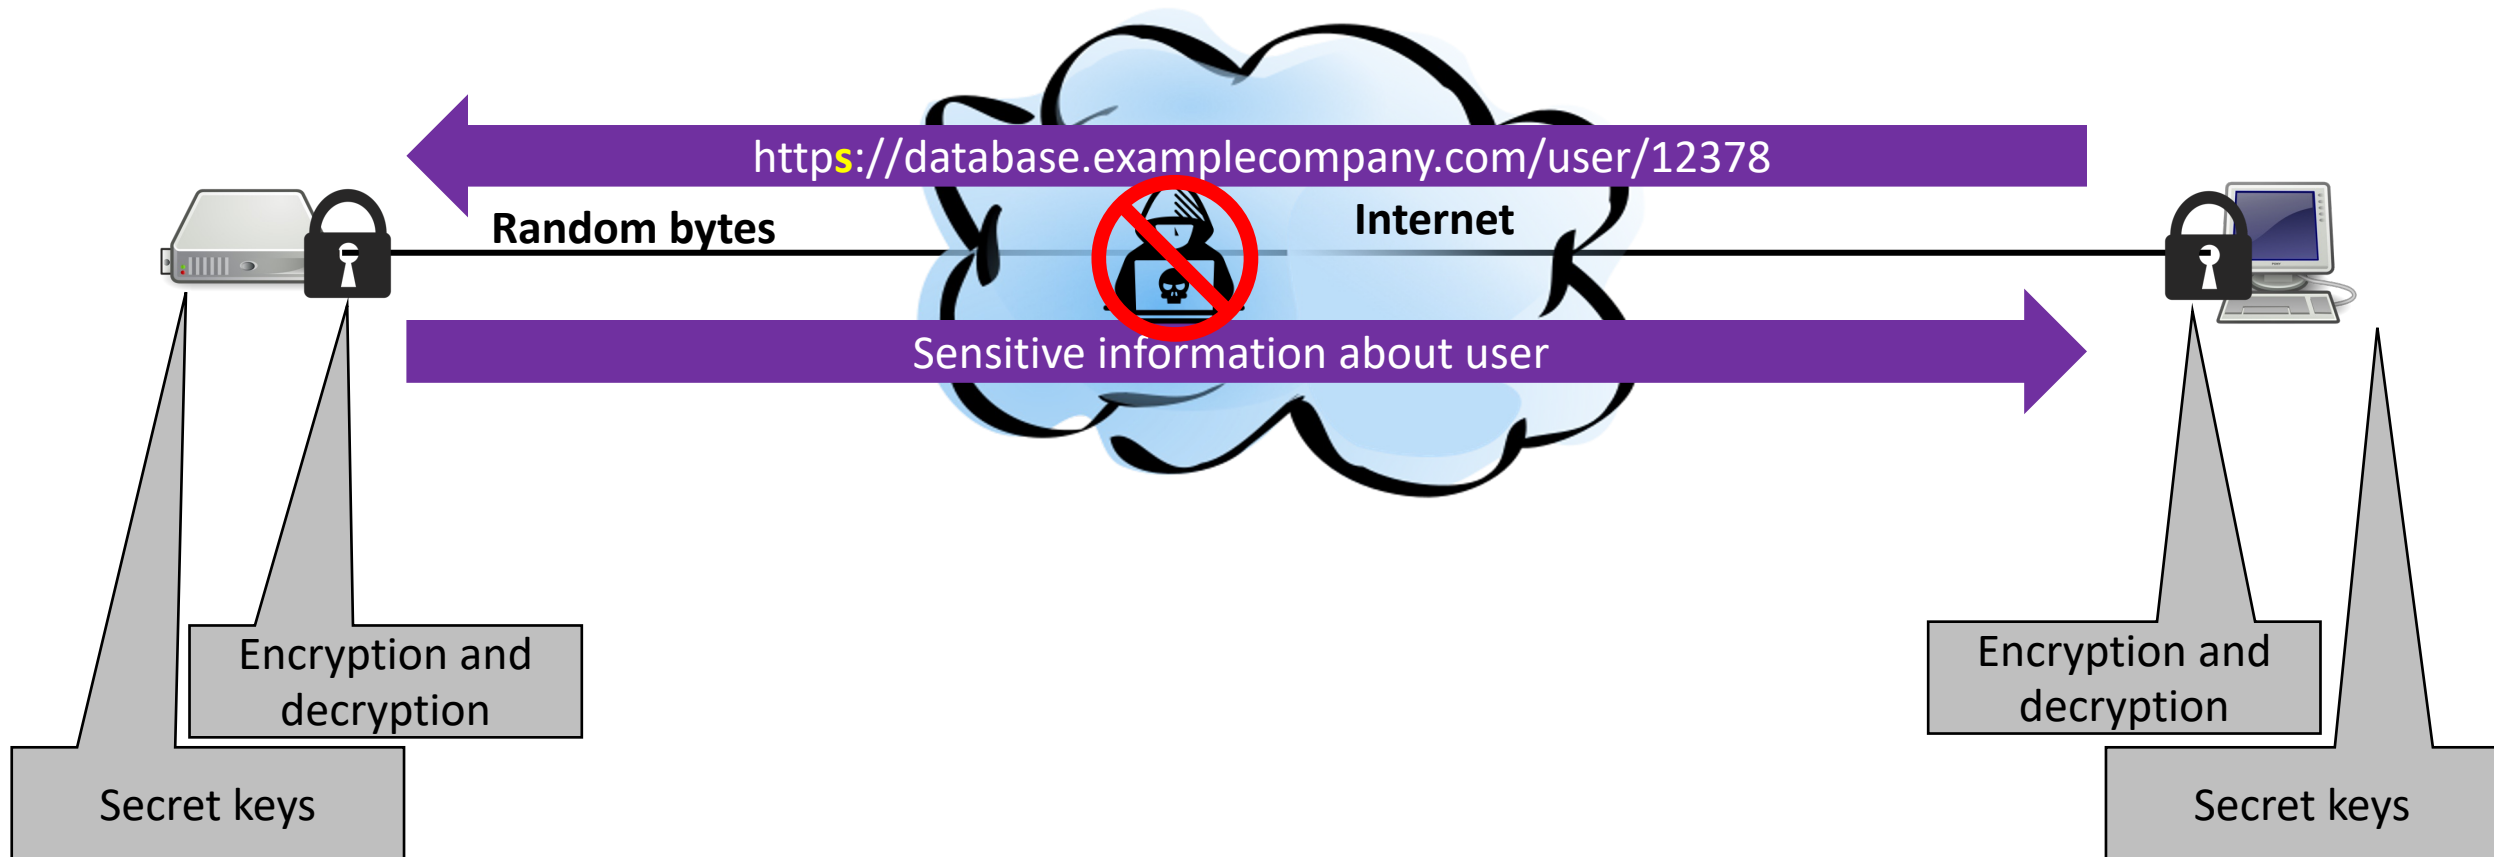 https://database.examplecompany.com/user/12378
Random bytes
Internet
Sensitive information about user
Encryption and
decryption
Encryption and
decryption
Secret keys
Secret keys